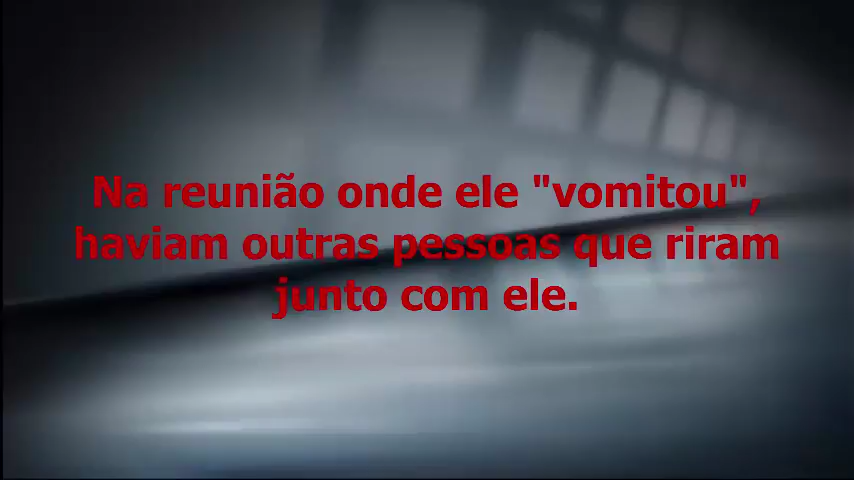 Na reunião onde ele "vomitou",
haviam outras pessoas que riram
junto com ele.